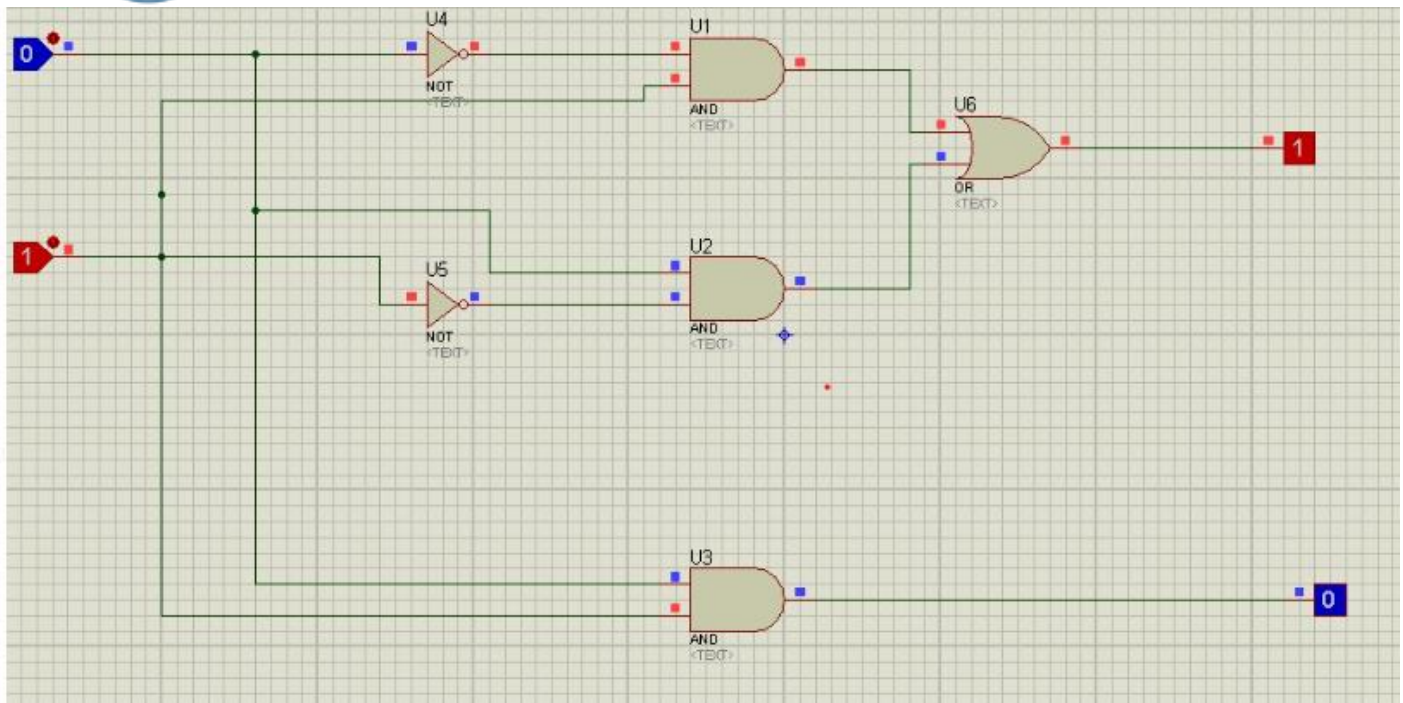 U4
U1
0
NOT
<TEXT>
AND
<TEXT>
U6
1
OR
<TEXT>
1
U5
U2
NOT
<TEXT>
AND
<TEXT>
U3
0
AND
<TEXT>